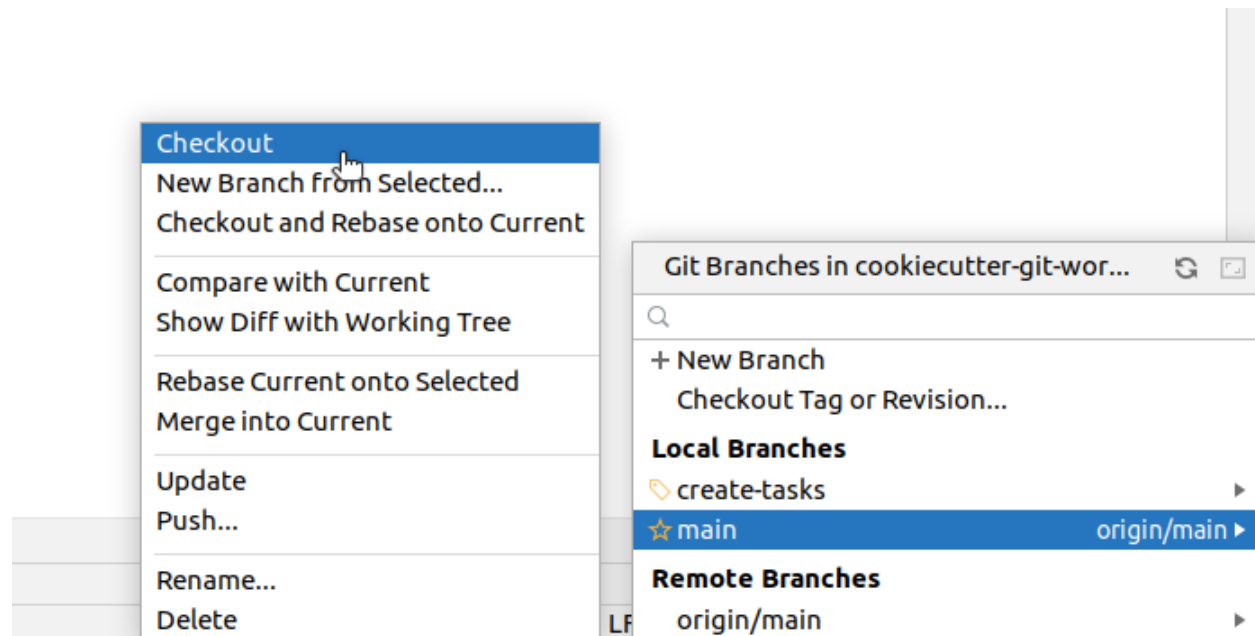 Checkout
New Branch from Selected...
Checkout and Rebase onto Current
Compare with Current
Show Diff with Working Tree
Rebase Current onto Selected
Merge into Current
Update
Push...
Rename...
Delete
Git Branches in cookiecutter-git-wor...
New Branch
Checkout Tag or Revision...
Local Branches
create-tasks
main origin/main
Remote Branches
origin/main